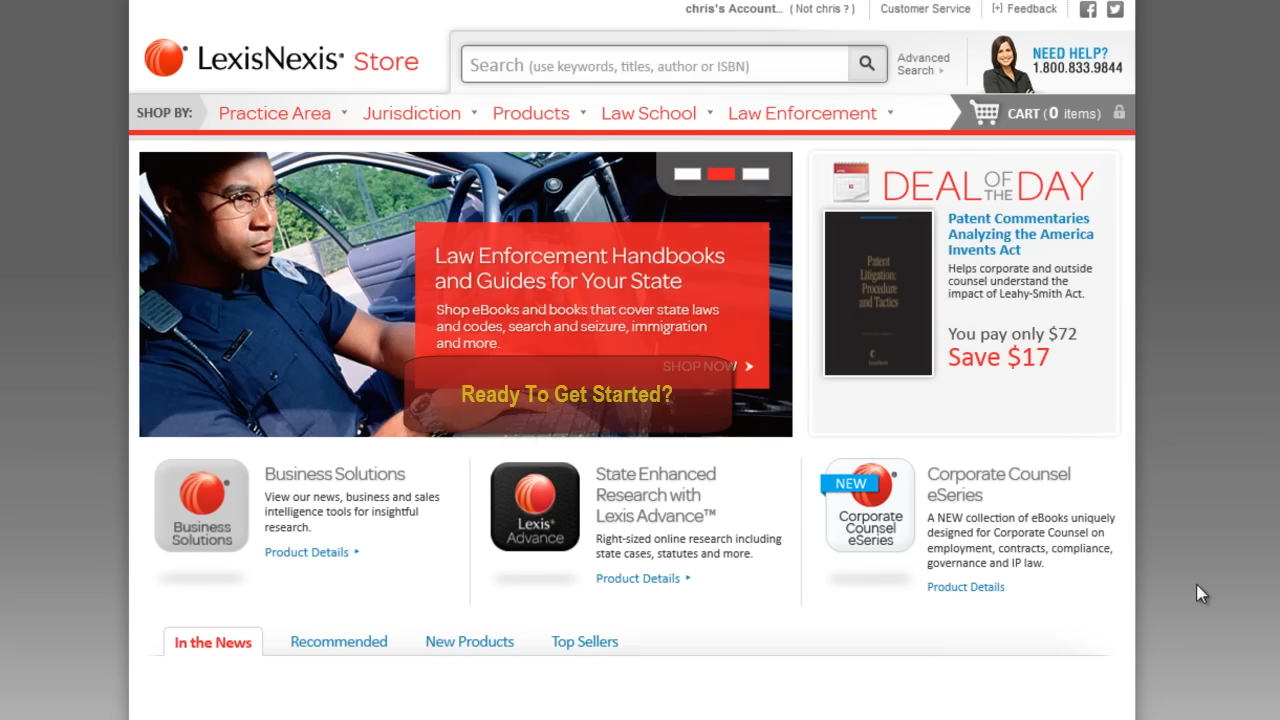 chris's Account... ( Not chris ? )
Customer Service
[+] Feedback
LexisNexis® Store
Search (use keywords, titles, author or ISBN)
Advanced
Search >
NEED HELP?
1.800.833.9844
SHOP BY:
Practice Area
Jurisdiction
Products
Law School
Law Enforcement
CART (0 items)
Law Enforcement Handbooks
and Guides for Your State
Shop eBooks and books that cover state laws
and codes, search and seizure, immigration
and more.
SHOP NOW
Ready To Get Started?
DEAL OF THE DAY
Patent
Litigation:
Procedure
and Tactics
Patent Commentaries
Analyzing the America
Invents Act
Helps corporate and outside
counsel understand the
impact of Leahy-Smith Act.
You pay only $72
Save $17
Business
Solutions
Business Solutions
View our news, business and sales
intelligence tools for insightful
research.
Product Details
Lexis®
Advance
State Enhanced
Research with
Lexis Advance™
Right-sized online research including
state cases, statutes and more.
Product Details
NEW
Corporate
Counsel
eSeries
Corporate Counsel
eSeries
A NEW collection of eBooks uniquely
designed for Corporate Counsel on
employment, contracts, compliance,
governance and IP law.
Product Details
In the News
Recommended
New Products
Top Sellers